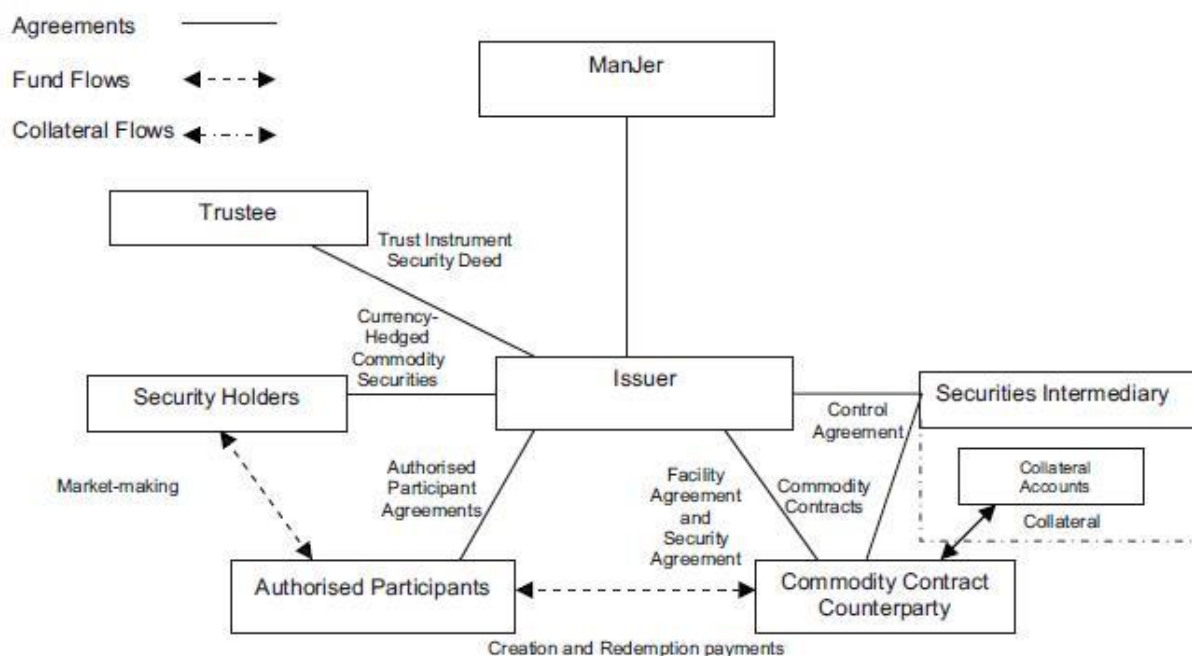 Agreements
Fund Flows
Collateral Flows
ManJer
Trustee
Trust Instrument
Security Deed
Currency-
Hedged
Commodity
Securities
Security Holders
Issuer
Securities Intermediary
Control
Agreement
Collateral
Accounts
Collateral
Market-making
Authorised
Participant
Agreements
Facility
Agreement
and
Security
Agreement
Commodity
Contracts
Authorised Participants
Commodity Contract
Counterparty
Creation and Redemption payments